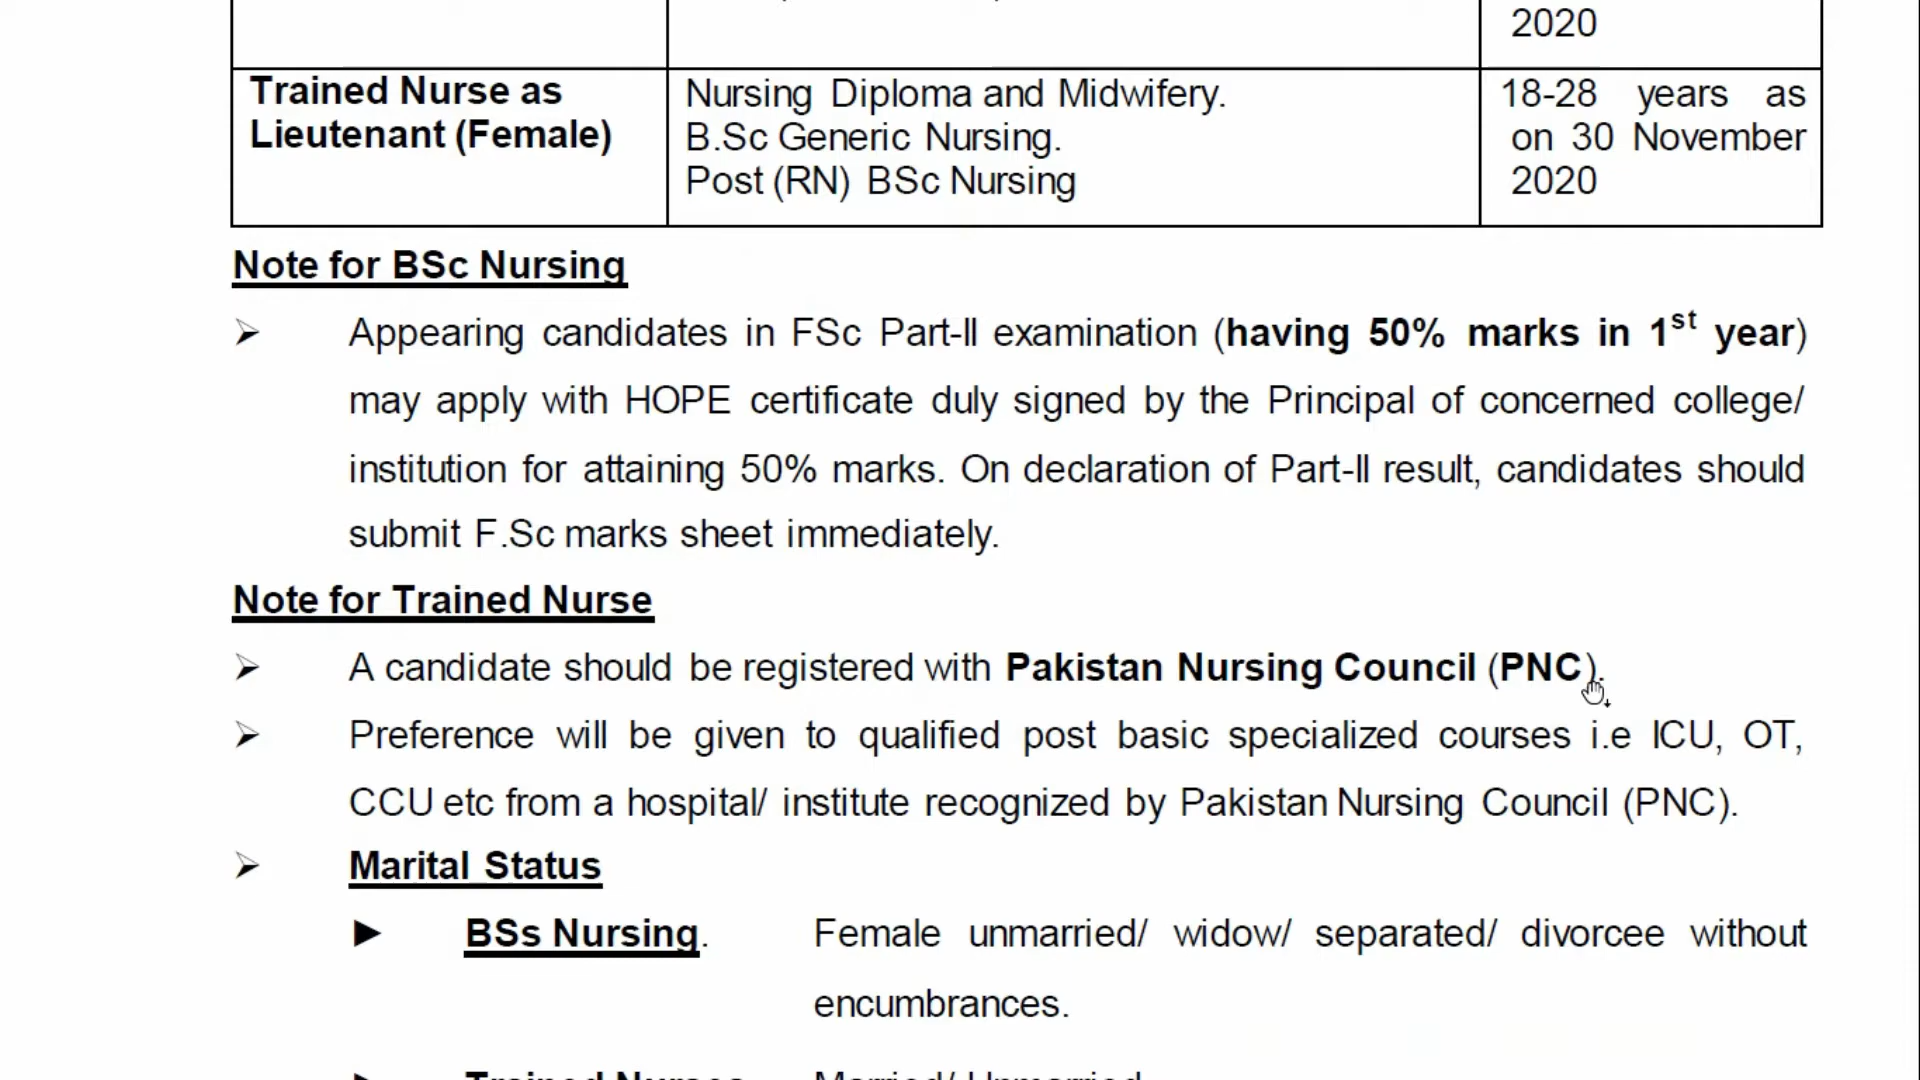 2020
Trained Nurse as
Lieutenant (Female)
Nursing Diploma and Midwifery.
B.Sc Generic Nursing.
Post (RN) BSc Nursing
18-28 years as
on 30 November
2020
Note for BSc Nursing
➢ Appearing candidates in FSc Part-II examination (having 50% marks in 1st year)
may apply with HOPE certificate duly signed by the Principal of concerned college/
institution for attaining 50% marks. On declaration of Part-II result, candidates should
submit F.Sc marks sheet immediately.
Note for Trained Nurse
➢ A candidate should be registered with Pakistan Nursing Council (PNC).
➢ Preference will be given to qualified post basic specialized courses i.e ICU, OT,
CCU etc from a hospital/ institute recognized by Pakistan Nursing Council (PNC).
➢ Marital Status
► BSs Nursing. Female unmarried/ widow/ separated/ divorcee without
encumbrances.
► Trained Nurses Married/ Unmarried